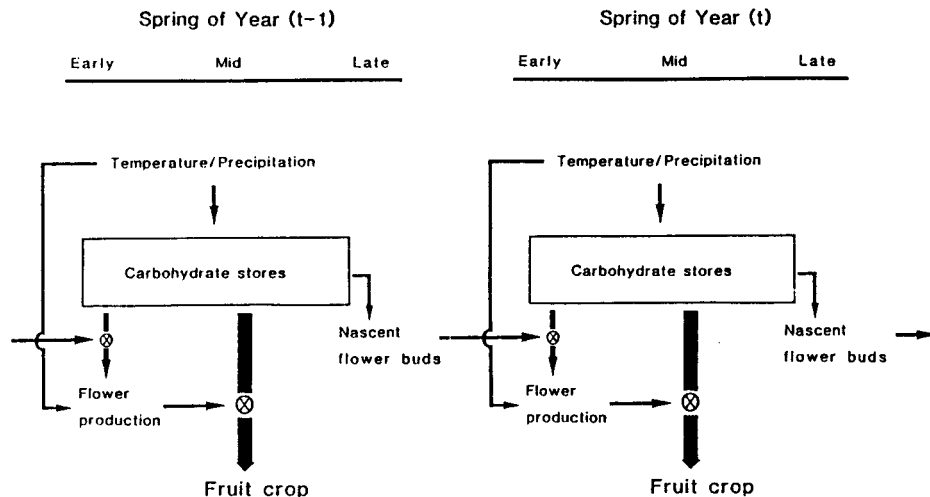 Spring of Year (t-1)
Early Mid Late
Temperature/Precipitation
Carbohydrate stores
Nascent
flower buds
Flower
production
Fruit crop
Spring of Year (t)
Early Mid Late
Temperature/Precipitation
Carbohydrate stores
Nascent
flower buds
Flower
production
Fruit crop